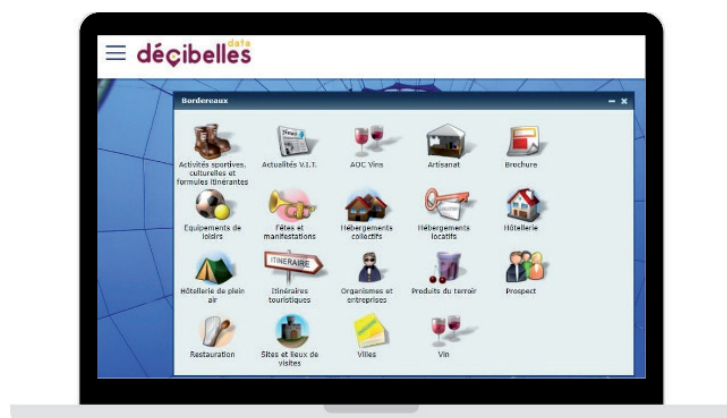 data
décibelles
Bordereaux
Activités sportives,
culturelles et
formules itinérantes
Actualités V.I.T.
AOC Vins
Artisanat
Brochure
Equipements de
loisirs
Fêtes et
manifestations
Hébergements
collectifs
Hébergements
locatifs
Hôtellerie
ITINERAIRE
Hôtellerie de plein
air
Itinéraires
touristiques
Organismes et
entreprises
Produits du terroir
Prospect
Restauration
Sites et lieux de
visites
Villes
Vin